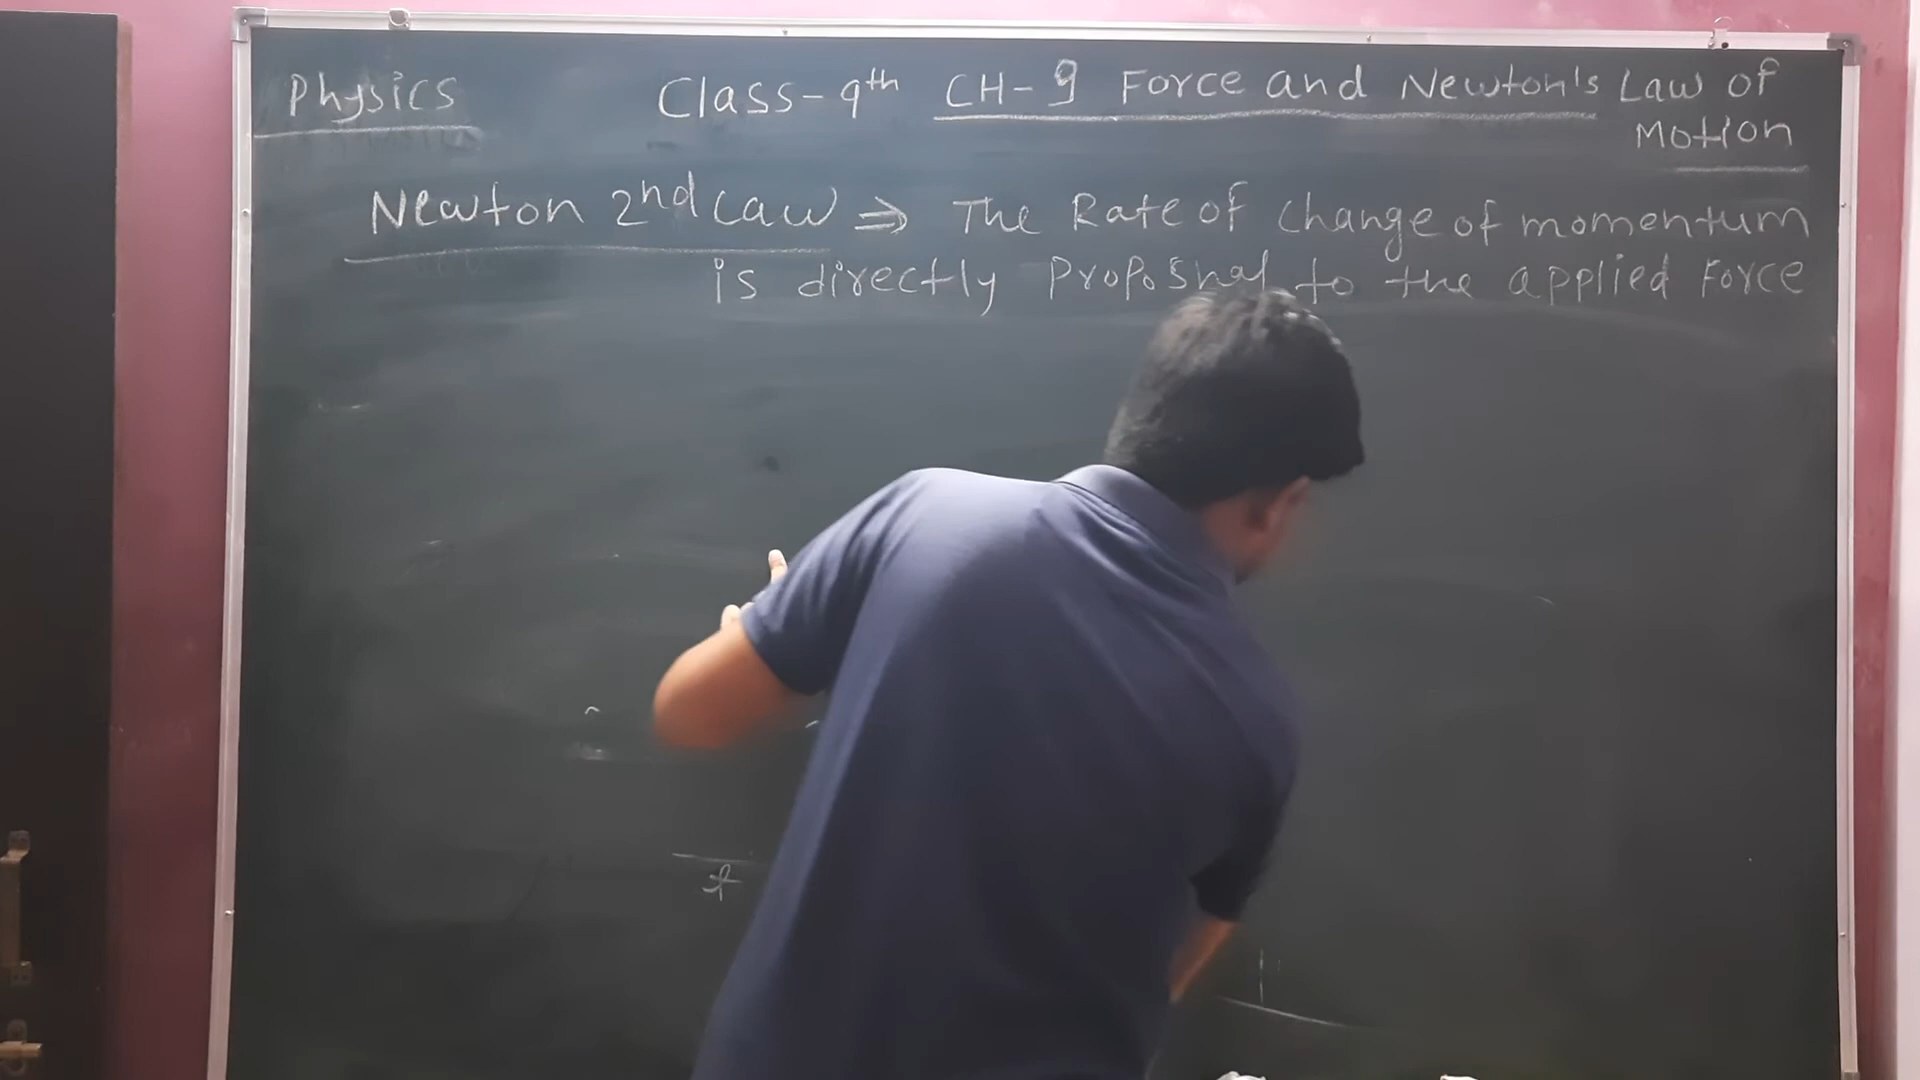 Physics Class-9th CH-9 Force and Newton's Law of
Motion
Newton 2nd Law ⇒ The Rate of change of momentum
is directly Proposnal to the applied Force
t